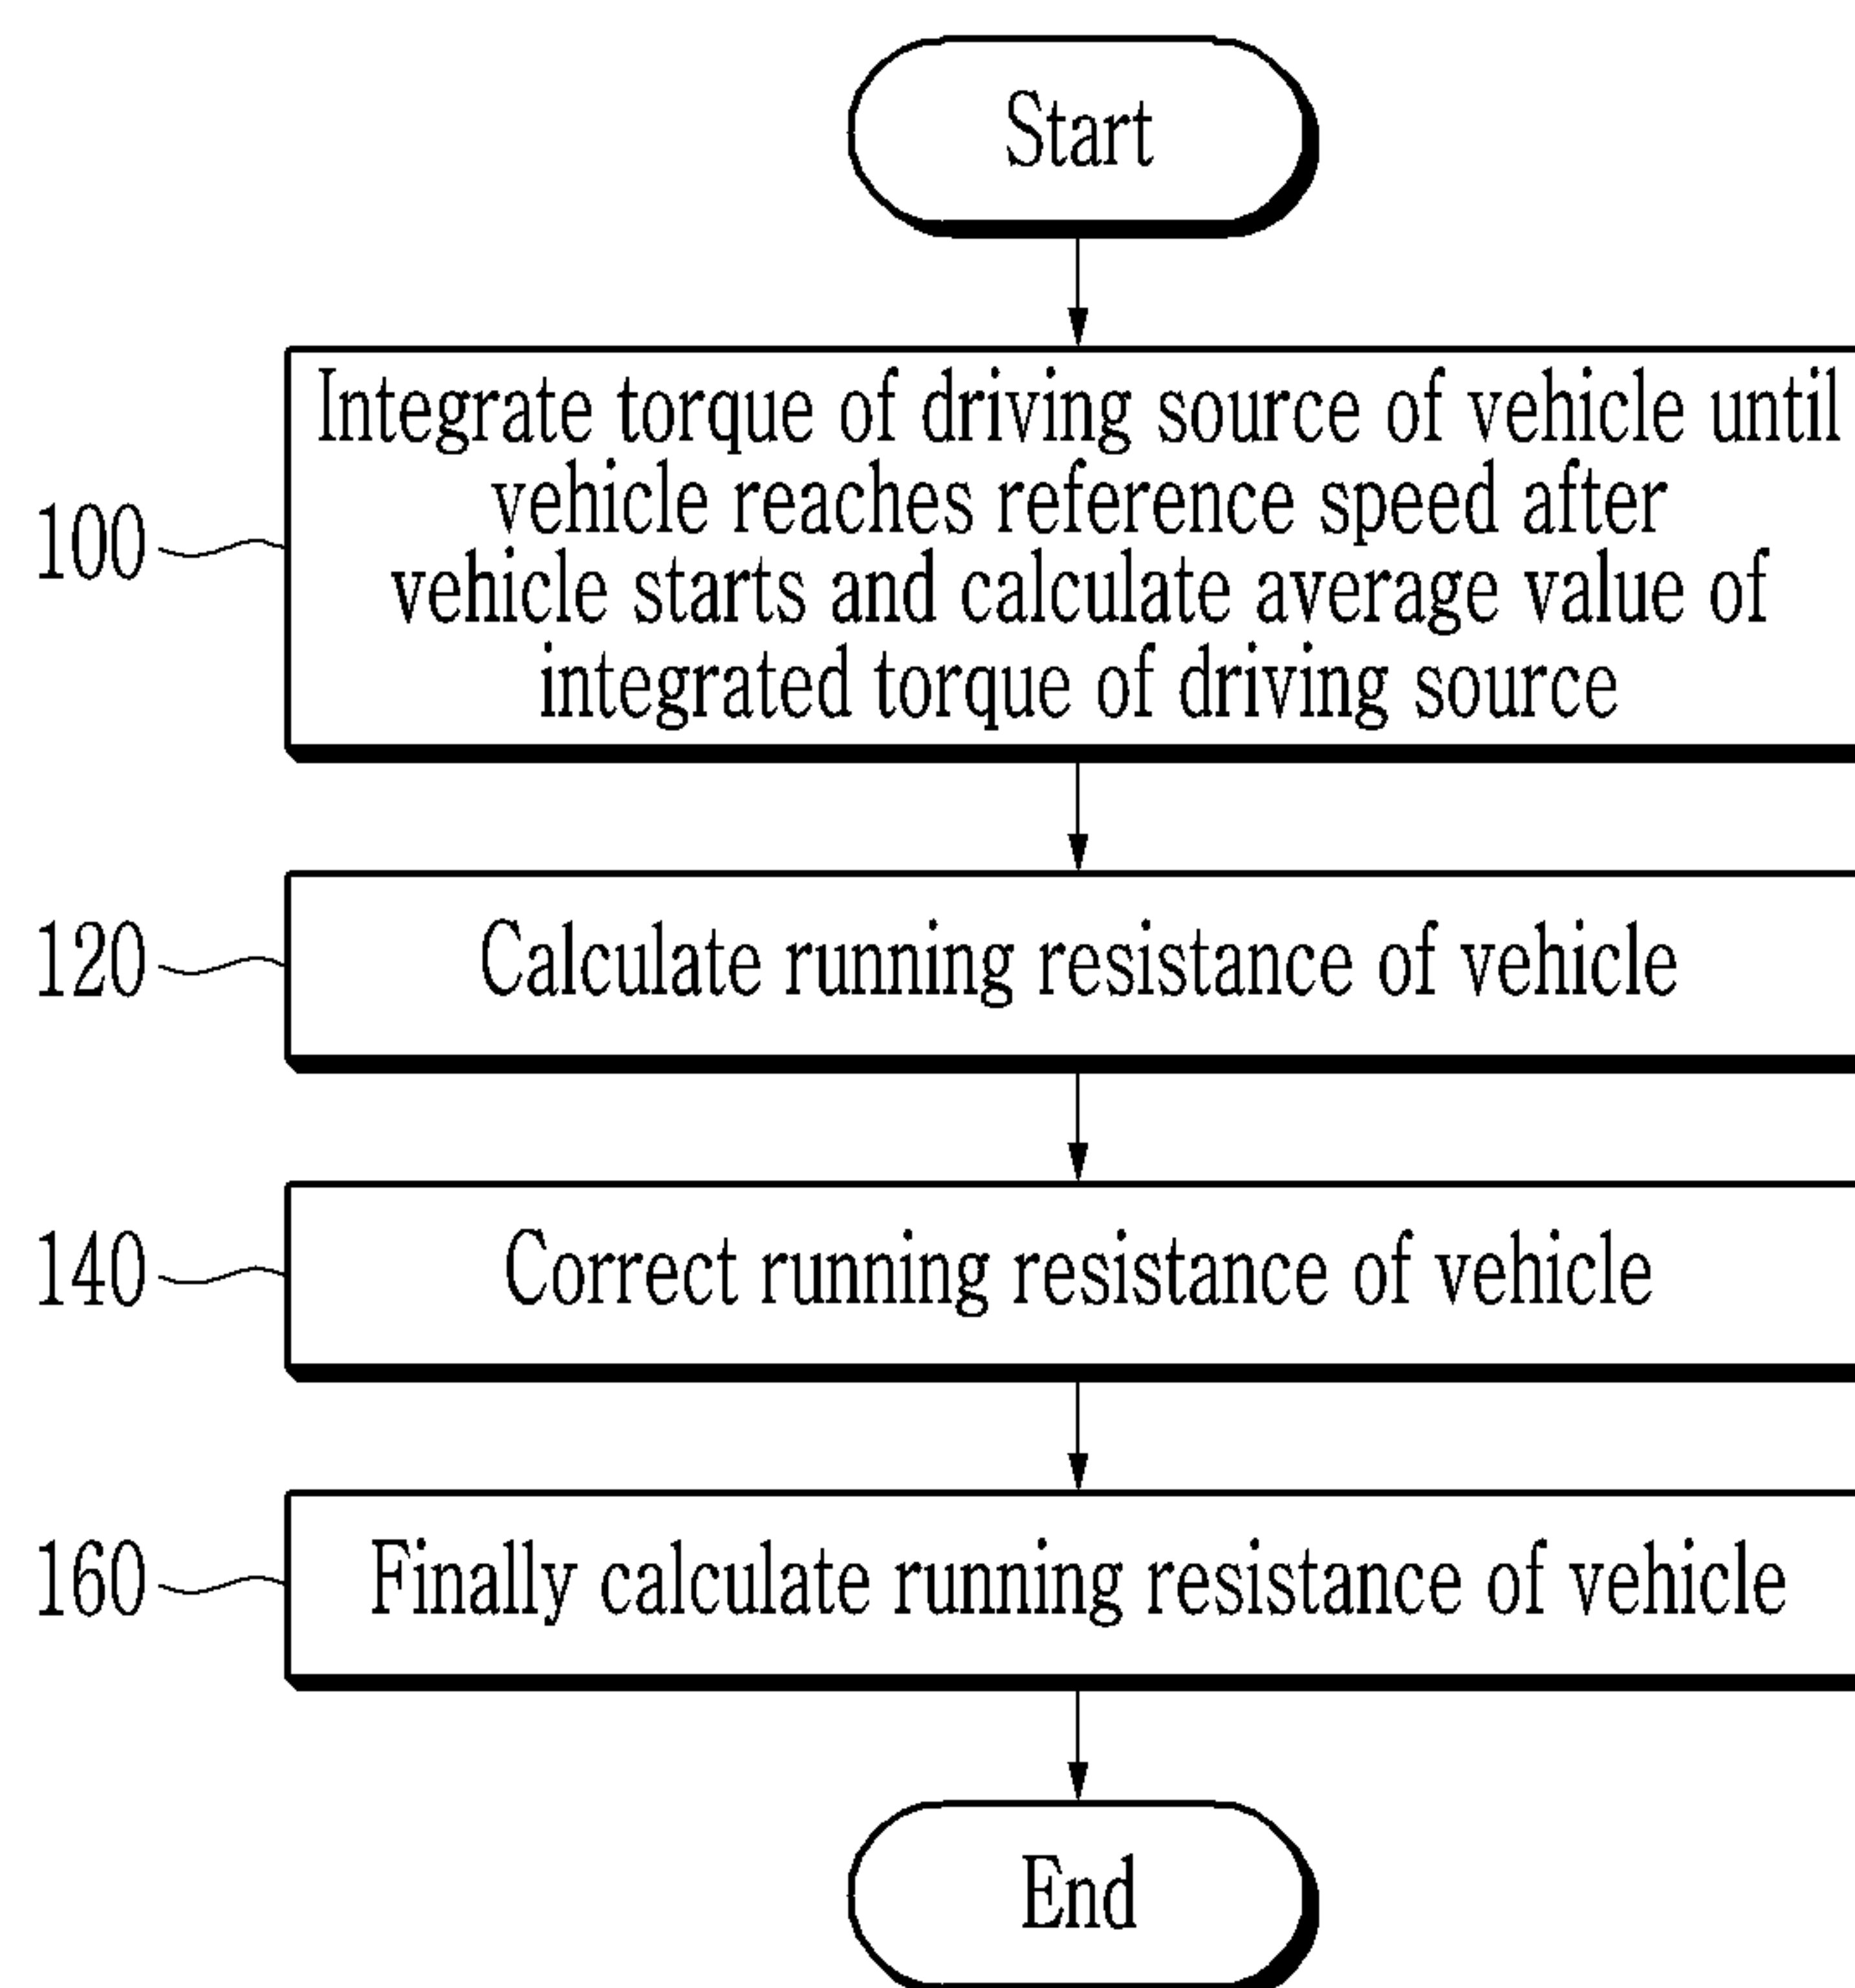 Start
Integrate torque of driving source of vehicle until
vehicle reaches reference speed after
vehicle starts and calculate average value of
integrated torque of driving source
100
Calculate running resistance of vehicle
120
Correct running resistance of vehicle
140
Finally calculate running resistance of vehicle
160
End